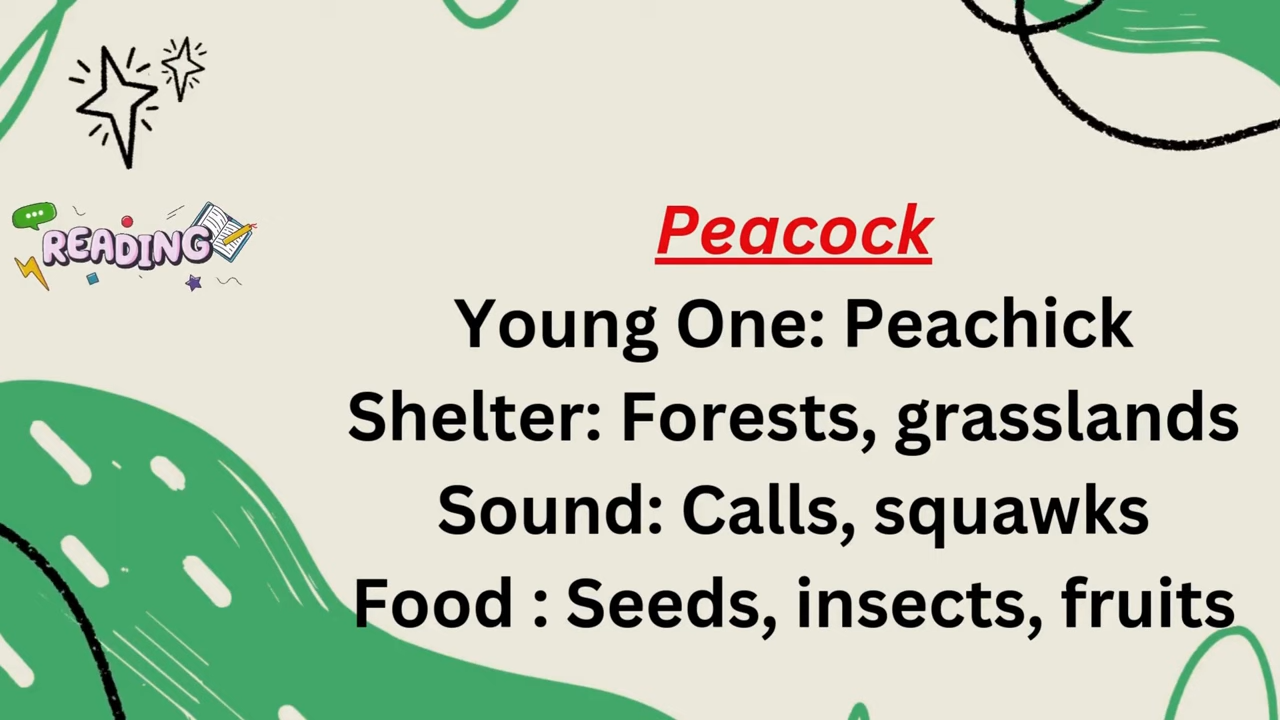 READING
Peacock
Young One: Peachick
Shelter: Forests, grasslands
Sound: Calls, squawks
Food : Seeds, insects, fruits